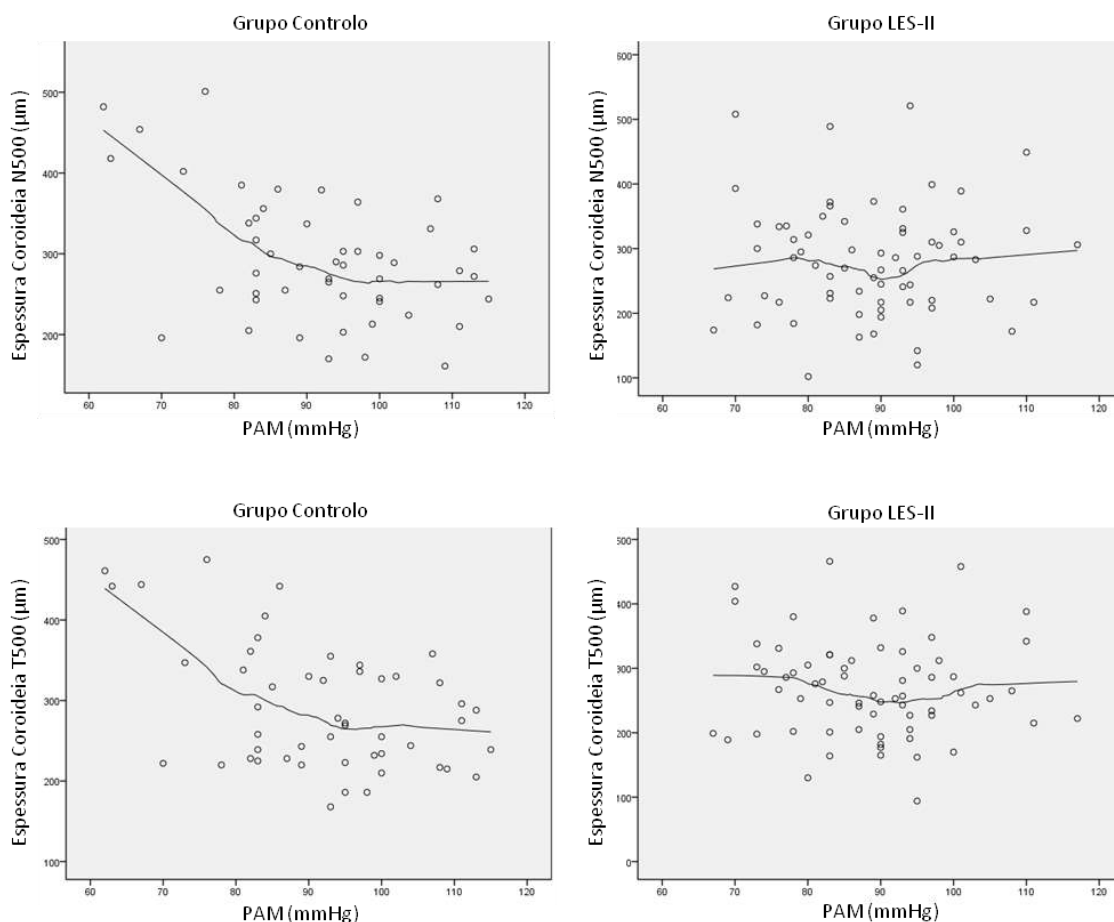 Grupo Controlo
Espessura Coroideia N500 (µm)
500
400
300
200
60 70 80 90 100 110 120
PAM (mmHg)
Grupo LES-II
Espessura Coroideia N500 (µm)
600
500
400
300
200
100
60 70 80 90 100 110 120
PAM (mmHg)
Grupo Controlo
Espessura Coroideia T500 (µm)
500
400
300
200
100
60 70 80 90 100 110 120
PAM (mmHg)
Grupo LES-II
Espessura Coroideia T500 (µm)
500
400
300
200
100
0
60 70 80 90 100 110 120
PAM (mmHg)